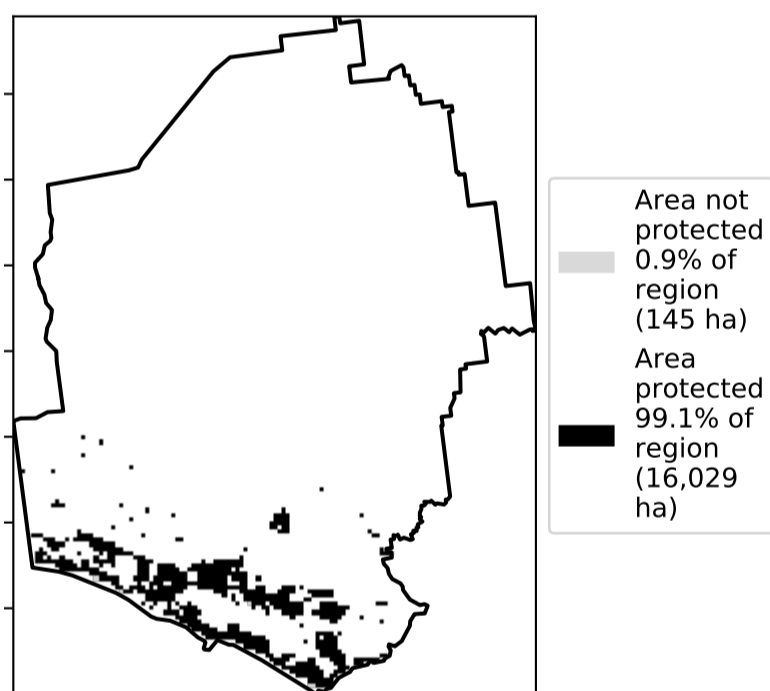 Area not
protected
0.9% of
region
(145 ha)
Area
protected
99.1% of
region
(16,029
ha)